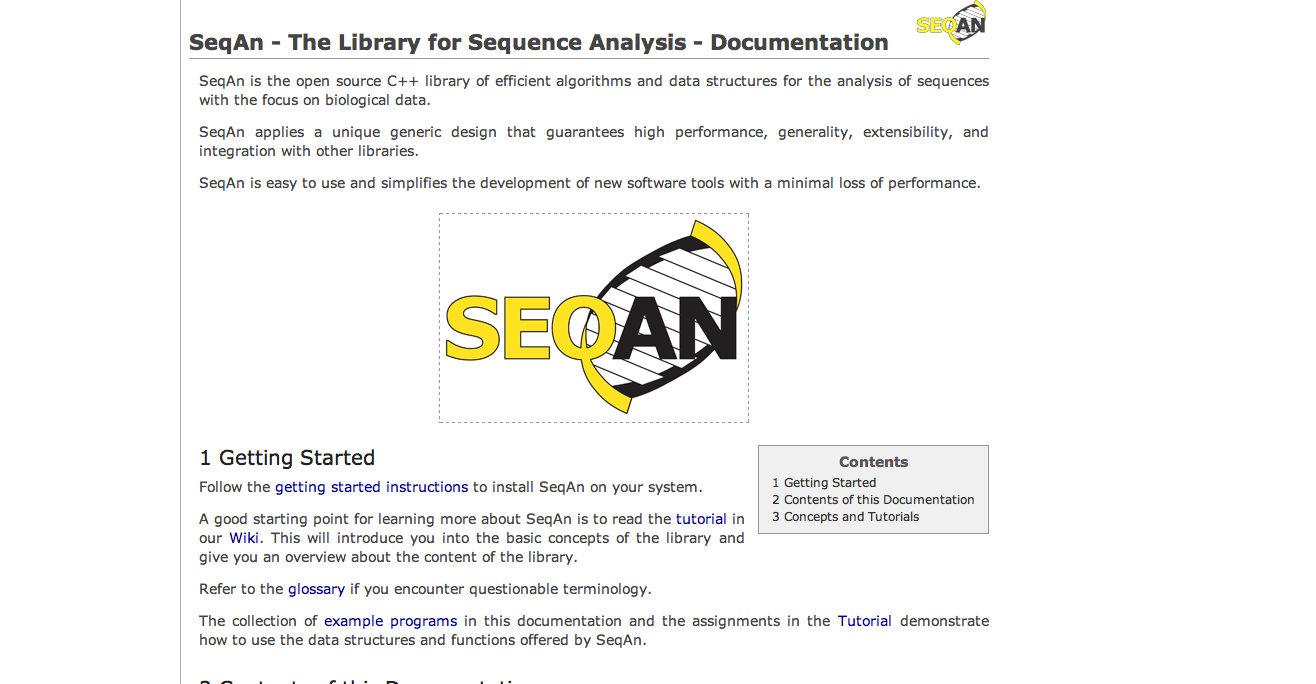 SEQAN
SeqAn - The Library for Sequence Analysis - Documentation
SeqAn is the open source C++ library of efficient algorithms and data structures for the analysis of sequences
with the focus on biological data.
SeqAn applies a unique generic design that guarantees high performance, generality, extensibility, and
integration with other libraries.
SeqAn is easy to use and simplifies the development of new software tools with a minimal loss of performance.
SEQAN
1 Getting Started
Follow the getting started instructions to install SeqAn on your system.
A good starting point for learning more about SeqAn is to read the tutorial in
our Wiki. This will introduce you into the basic concepts of the library and
give you an overview about the content of the library.
Refer to the glossary if you encounter questionable terminology.
The collection of example programs in this documentation and the assignments in the Tutorial demonstrate
how to use the data structures and functions offered by SeqAn.
Contents
1 Getting Started
2 Contents of this Documentation
3 Concepts and Tutorials
2 Contents of this Documentation